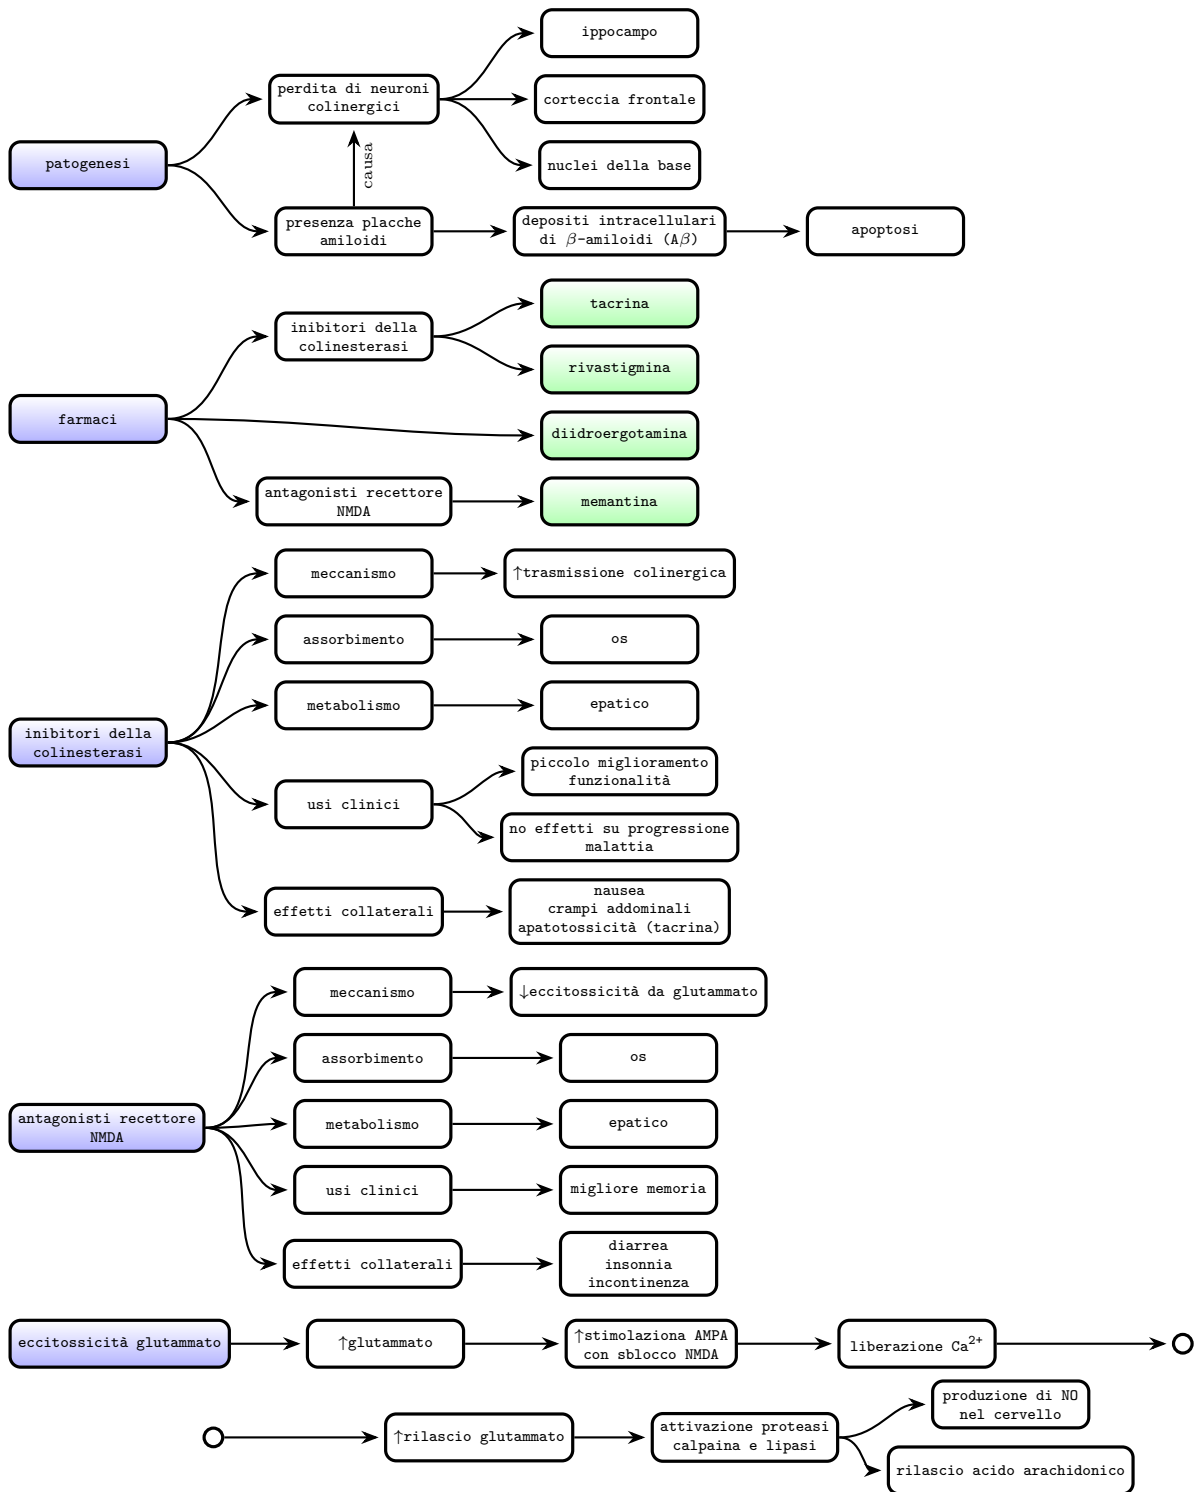 patogenesi
perdita di neuroni
colinergici
ippocampo
corteccia frontale
nuclei della base
causa
presenza placche
amiloidi
depositi intracellulari
di β-amiloidi (Aβ)
apoptosi
farmaci
inibitori della
colinesterasi
tacrina
rivastigmina
diidroergotamina
antagonisti recettore
NMDA
memantina
inibitori della
colinesterasi
meccanismo
↑trasmissione colinergica
assorbimento
os
metabolismo
epatico
usi clinici
piccolo miglioramento
funzionalità
no effetti su progressione
malattia
effetti collaterali
nausea
crampi addominali
apatotossicità (tacrina)
antagonisti recettore
NMDA
meccanismo
↓eccitossicità da glutammato
assorbimento
os
metabolismo
epatico
usi clinici
migliore memoria
effetti collaterali
diarrea
insonnia
incontinenza
eccitossicità glutammato
↑glutammato
↑stimolaziona AMPA
con sblocco NMDA
liberazione Ca²⁺
↑rilascio glutammato
attivazione proteasi
calpaina e lipasi
produzione di NO
nel cervello
rilascio acido arachidonico